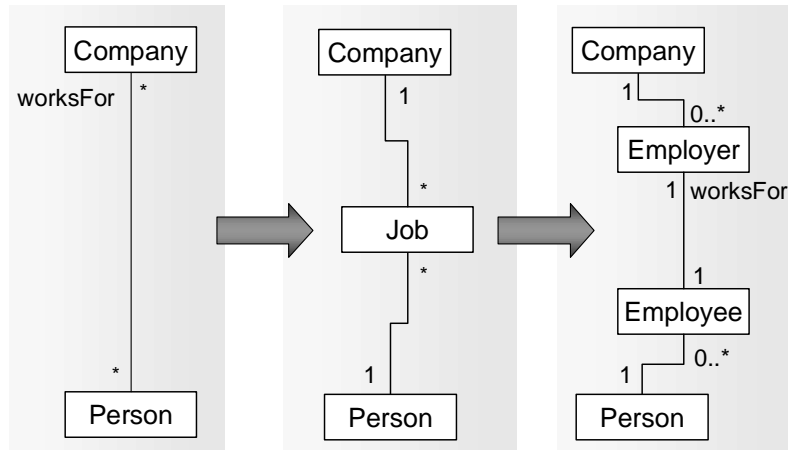 Company
worksFor *
*
Person
Company
1
*
Job
*
1
Person
Company
1
0..*
Employer
1 worksFor
1
Employee
0..*
1
Person